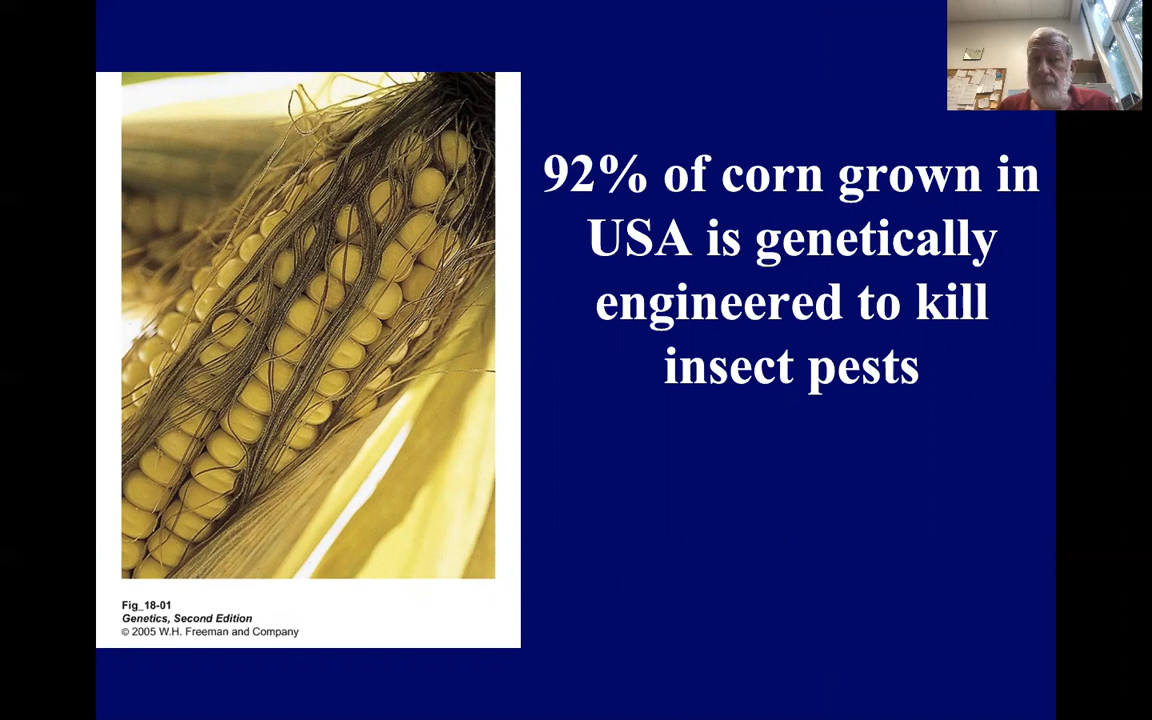 92% of corn grown in
USA is genetically
engineered to kill
insect pests
Fig_18-01
Genetics, Second Edition
© 2005 W.H. Freeman and Company